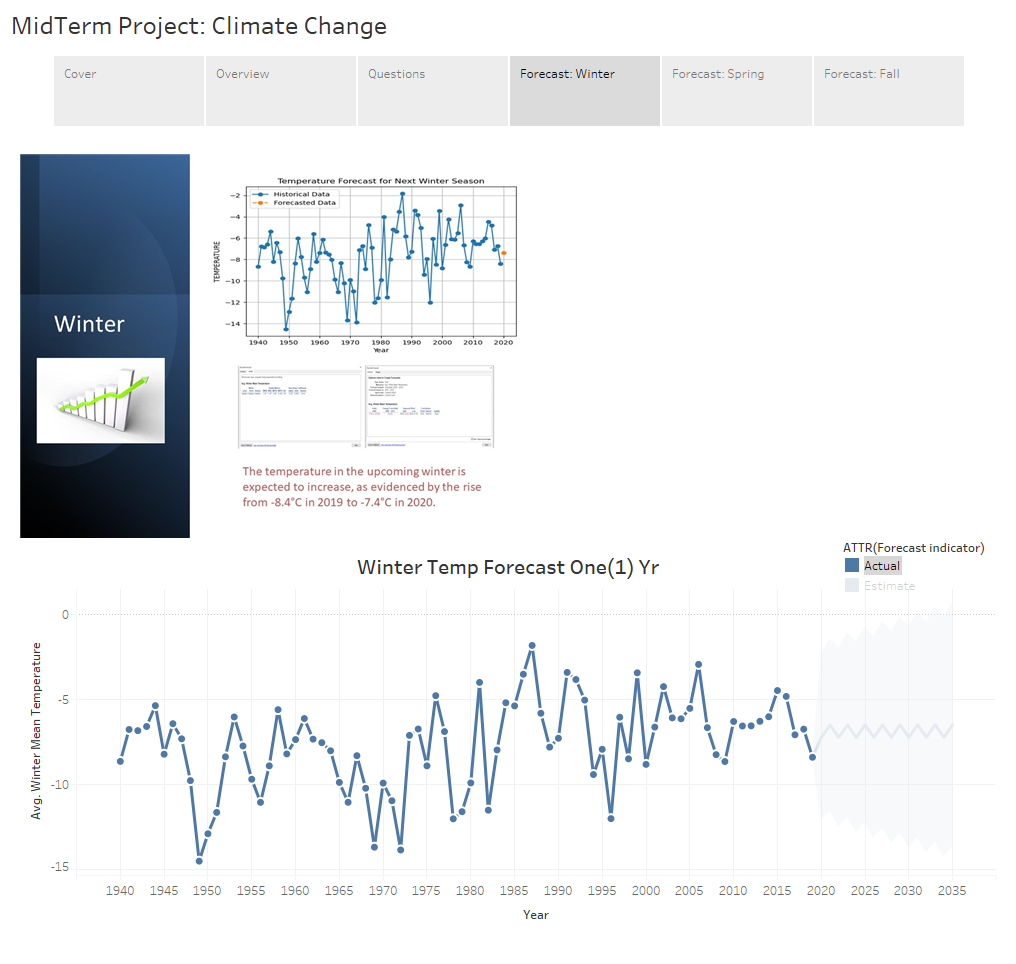 MidTerm Project: Climate Change
Cover
Overview
Questions
Forecast: Winter
Forecast: Spring
Forecast: Fall
Winter
Temperature Forecast for Next Winter Season
Historical Data
Forecasted Data
TEMPERATURE
−2
−4
−6
−8
−10
−12
−14
1940 1950 1960 1970 1980 1990 2000 2010 2020
Year
The temperature in the upcoming winter is
expected to increase, as evidenced by the rise
from -8.4°C in 2019 to -7.4°C in 2020.
ATTR(Forecast indicator)
Actual
Estimate
Winter Temp Forecast One(1) Yr
Avg. Winter Mean Temperature
0
-5
-10
-15
1940 1945 1950 1955 1960 1965 1970 1975 1980 1985 1990 1995 2000 2005 2010 2015 2020 2025 2030 2035
Year